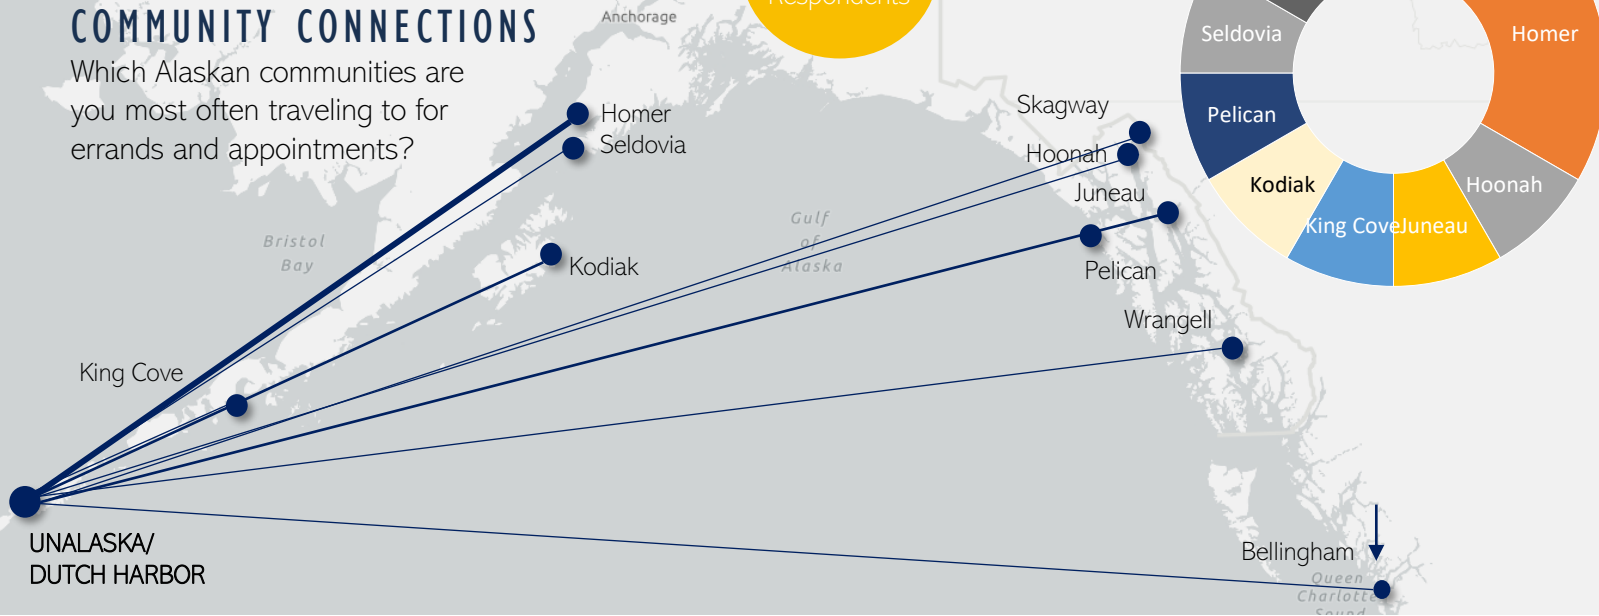 COMMUNITY CONNECTIONS
Which Alaskan communities are
you most often traveling to for
errands and appointments?
Anchorage
Respondents
Homer
Seldovia
Kodiak
King Cove
Bristol
Bay
Gulf
of
Alaska
Skagway
Hoonah
Juneau
Pelican
Wrangell
Bellingham
Queen
Charlotte
Sound
UNALASKA/
DUTCH HARBOR
Seldovia
Homer
Pelican
Kodiak
Hoonah
King Cove
Juneau